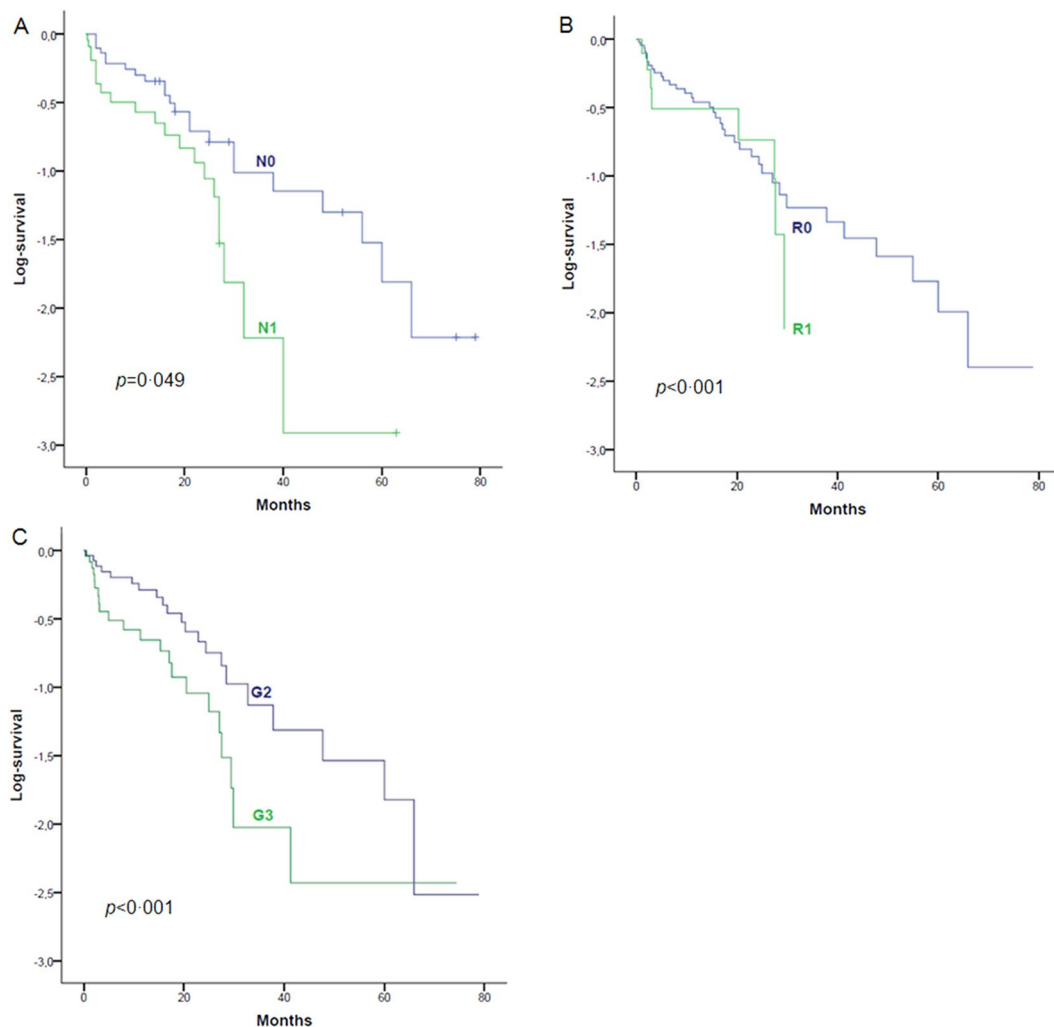 A
0,0
-0,5
-1,0
-1,5
-2,0
-2,5
-3,0
Log-survival
N0
N1
p=0·049
0
20
40
60
80
Months
B
0,0
-0,5
-1,0
-1,5
-2,0
-2,5
-3,0
Log-survival
R0
R1
p<0·001
0
20
40
60
80
Months
C
0,0
-0,5
-1,0
-1,5
-2,0
-2,5
-3,0
Log-survival
G2
G3
p<0·001
0
20
40
60
80
Months